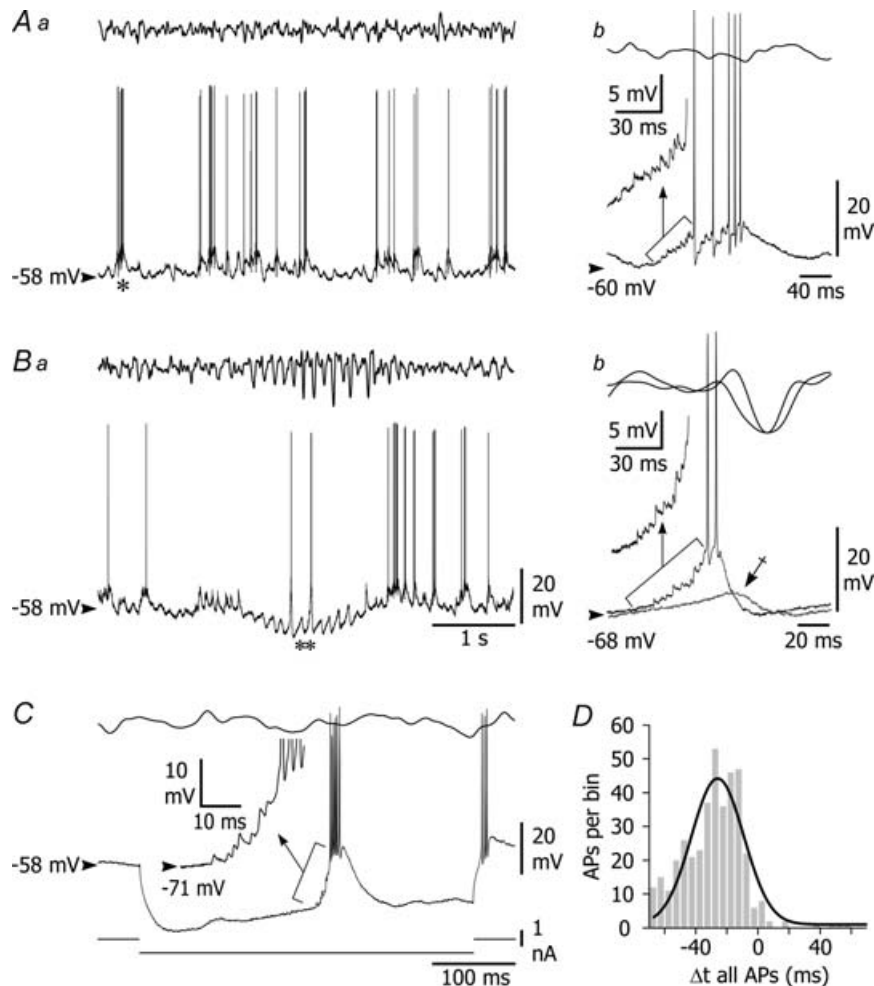 A a
b
5 mV
30 ms
-58 mV
*
20
mV
-60 mV
40 ms
B a
b
5 mV
30 ms
-58 mV
**
20
mV
1 s
20
mV
-68 mV
20 ms
C
10
mV
10 ms
-58 mV
-71 mV
20
mV
1
nA
100 ms
D
APs per bin
60
50
40
30
20
10
0
-40
0
40
Δt all APs (ms)